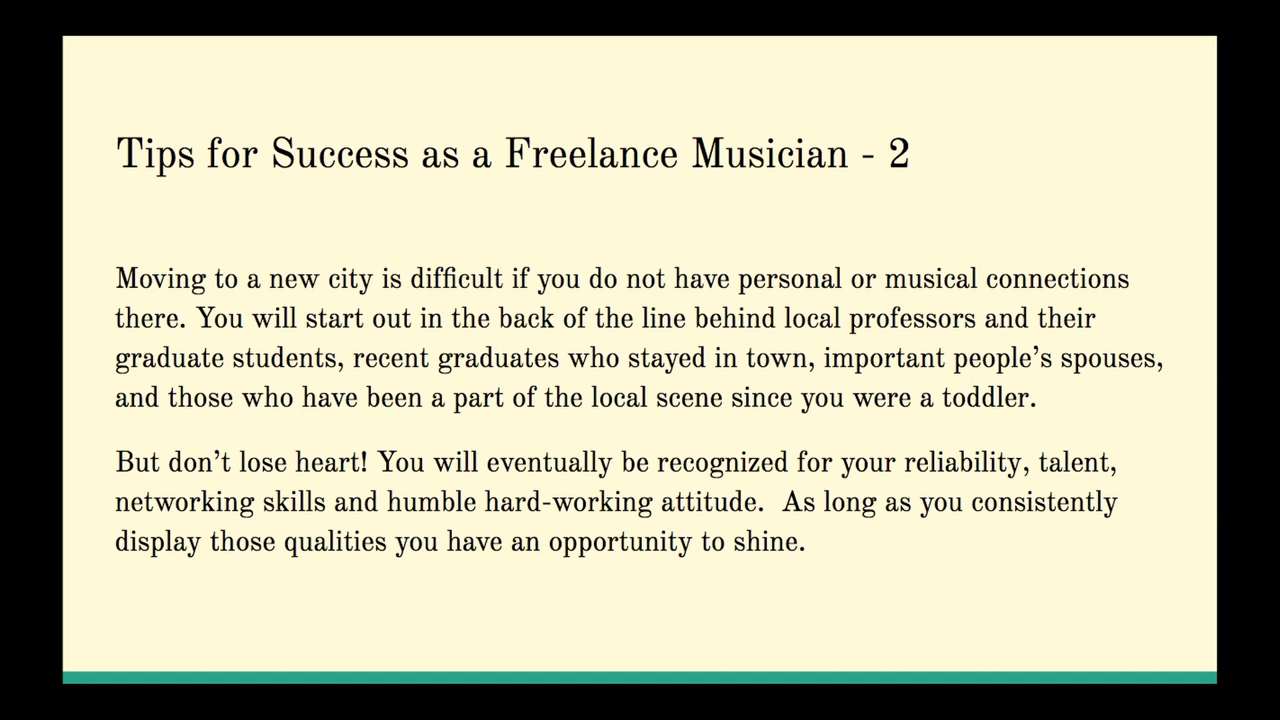 Tips for Success as a Freelance Musician - 2
Moving to a new city is difficult if you do not have personal or musical connections
there. You will start out in the back of the line behind local professors and their
graduate students, recent graduates who stayed in town, important people’s spouses,
and those who have been a part of the local scene since you were a toddler.
But don’t lose heart! You will eventually be recognized for your reliability, talent,
networking skills and humble hard-working attitude.  As long as you consistently
display those qualities you have an opportunity to shine.